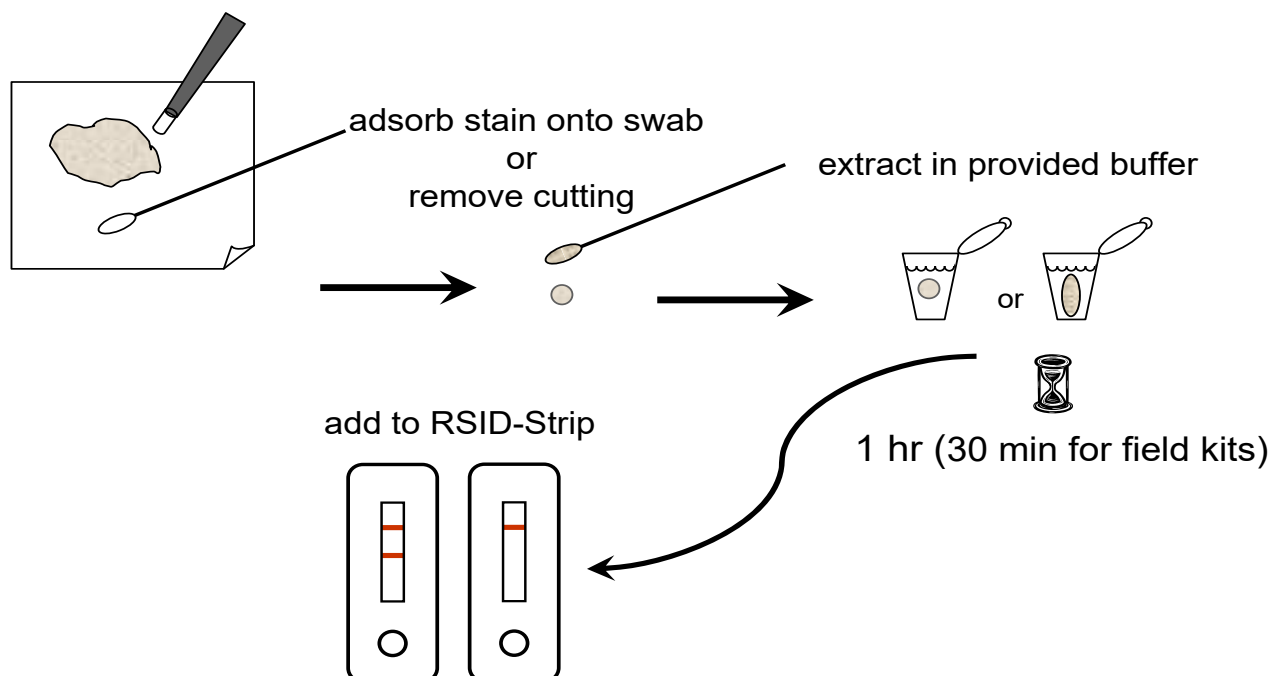 adsorb stain onto swab
or
remove cutting
extract in provided buffer
or
1 hr (30 min for field kits)
add to RSID-Strip